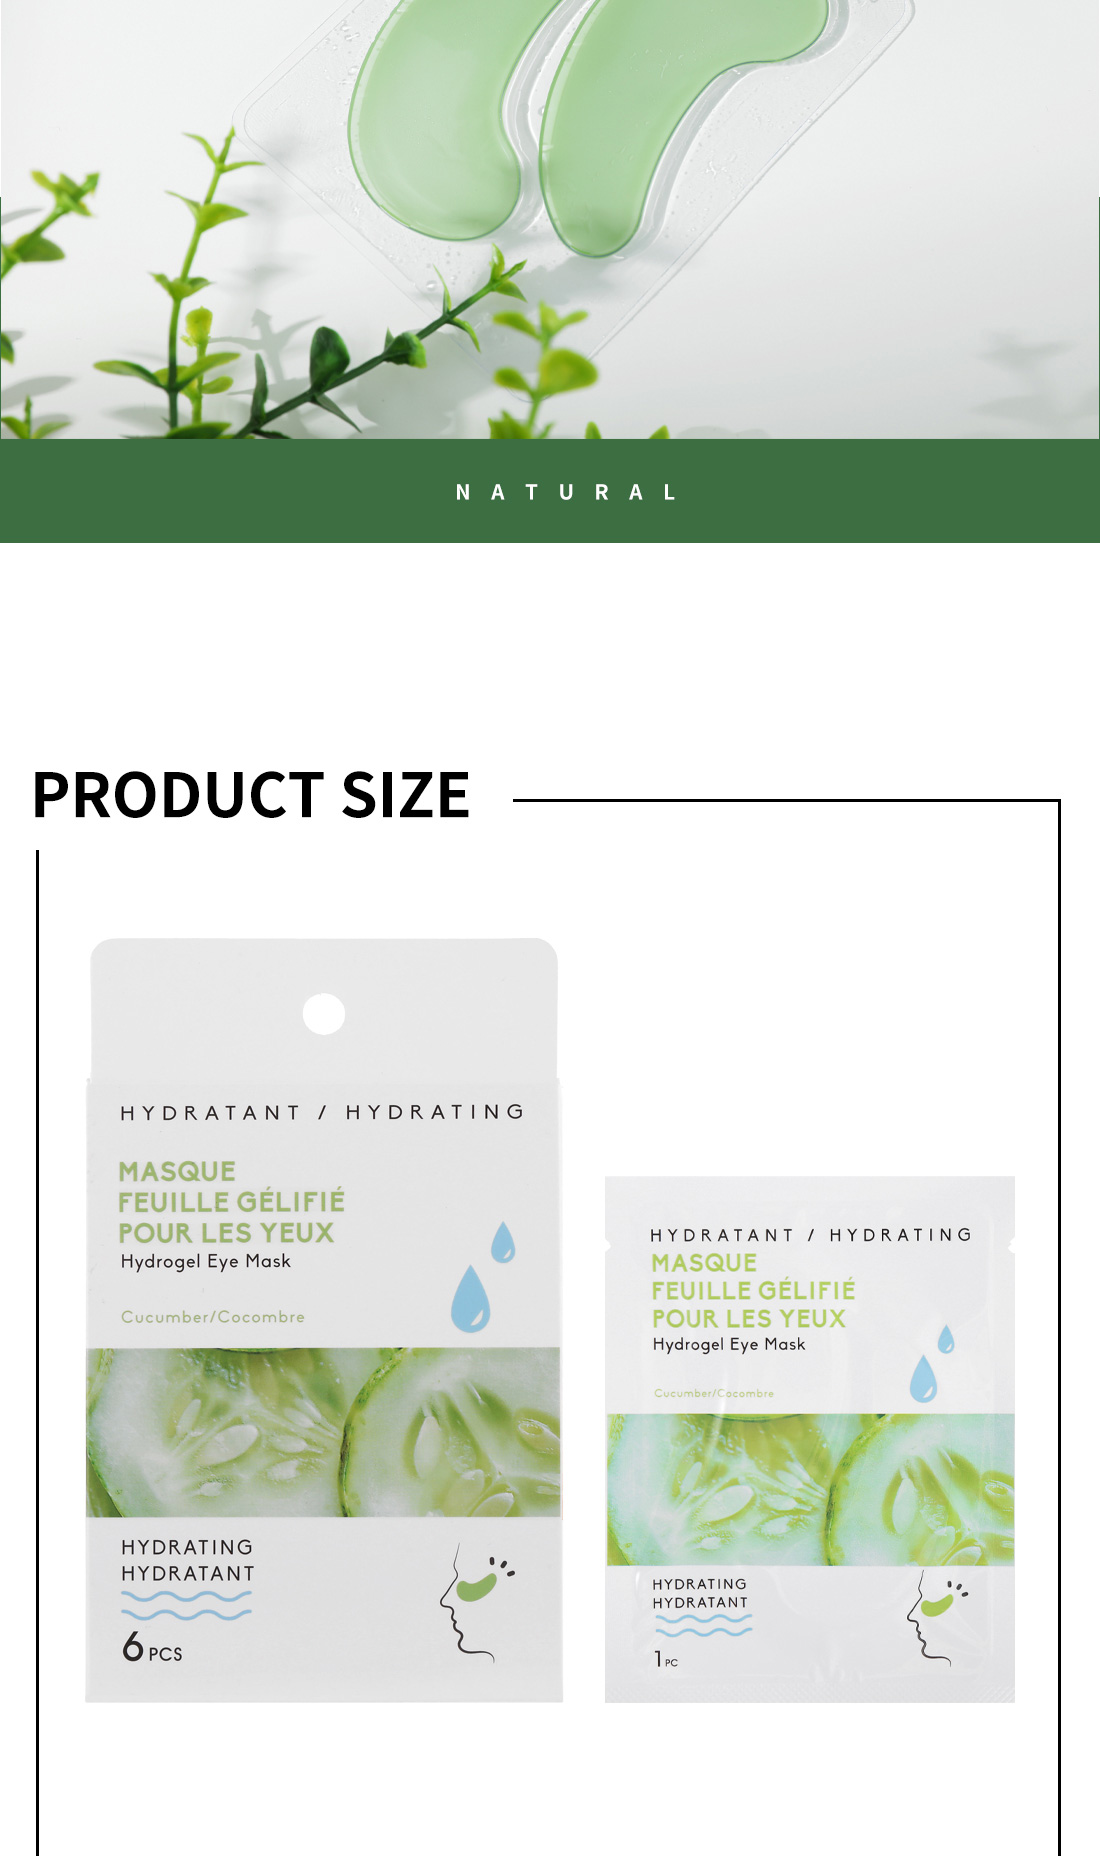 NATURAL
PRODUCT SIZE
HYDRATANT / HYDRATING
MASQUE
FEUILLE GÉLIFIÉ
POUR LES YEUX
Hydrogel Eye Mask
Cucumber/Cocombre
HYDRATING
HYDRATANT
6 PCS
HYDRATANT / HYDRATING
MASQUE
FEUILLE GÉLIFIÉ
POUR LES YEUX
Hydrogel Eye Mask
Cucumber/Cocombre
HYDRATING
HYDRATANT
1 PC